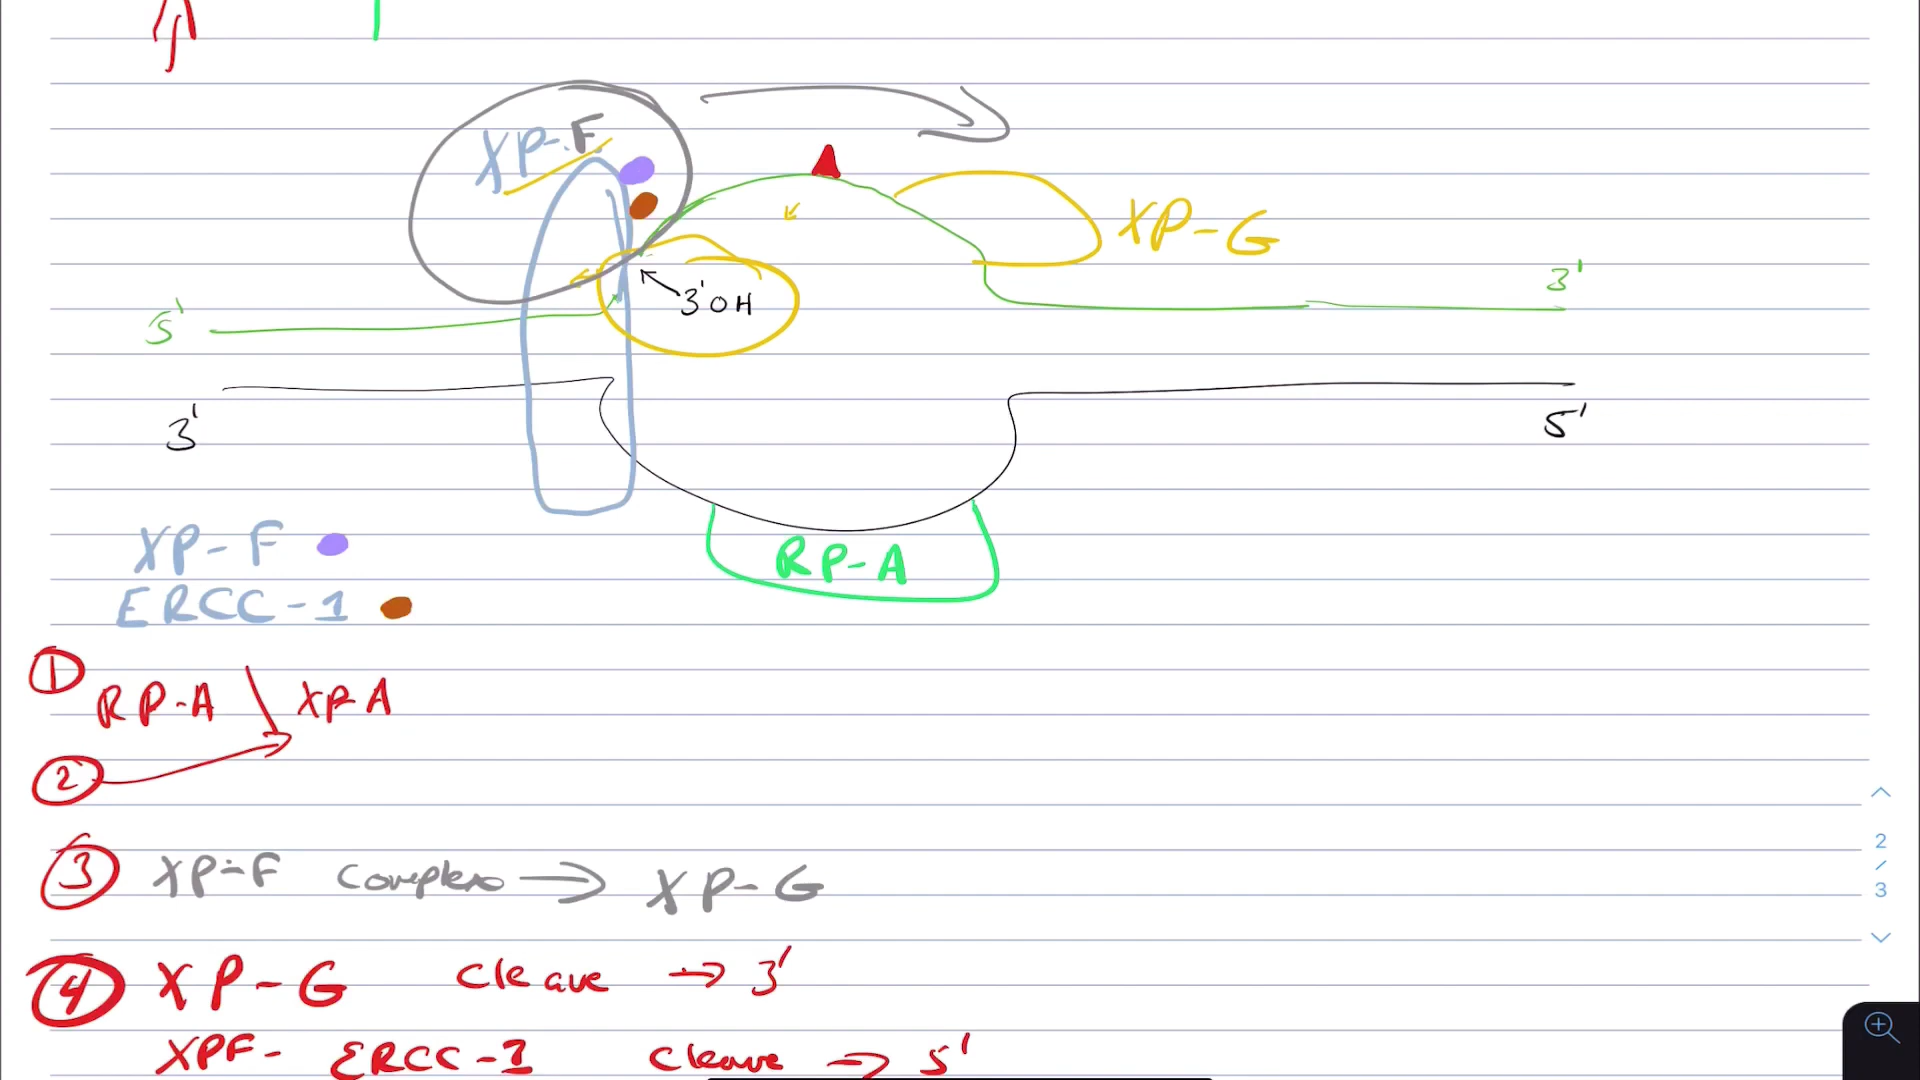 XP-F
XP-G
3'
3'OH
5'
3'
5'
RP-A
XP-F
ERCC-1
1
RP-A XPA
2
3 XP-F complex → XP-G
4 XP-G cleave → 3'
XPF- ERCC-1 cleave → 5'
2
/
3